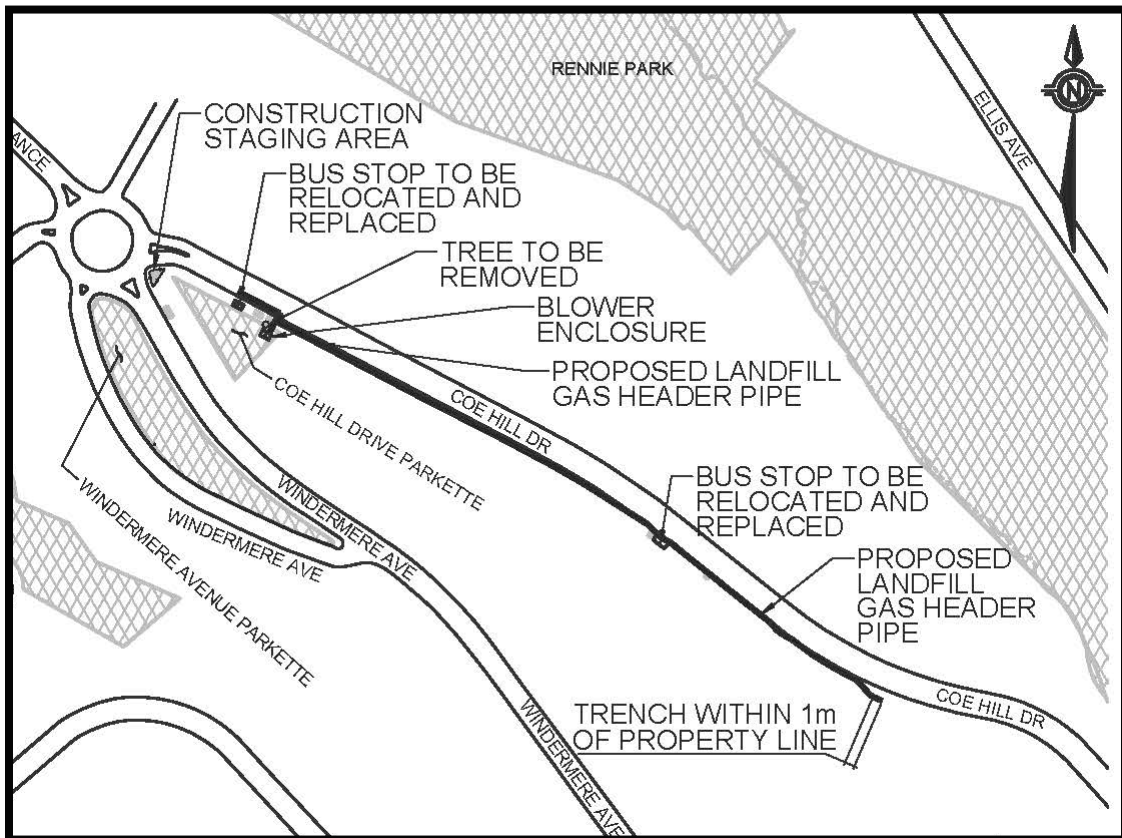 RENNIE PARK
ELLIS AVE
N
ANCE
CONSTRUCTION
STAGING AREA
BUS STOP TO BE
RELOCATED AND
REPLACED
TREE TO BE
REMOVED
BLOWER
ENCLOSURE
PROPOSED LANDFILL
GAS HEADER PIPE
COE HILL DR
COE HILL DRIVE PARKETTE
WINDERMERE AVE
WINDERMERE AVE
WINDERMERE AVENUE PARKETTE
BUS STOP TO BE
RELOCATED AND
REPLACED
PROPOSED
LANDFILL
GAS HEADER
PIPE
COE HILL DR
TRENCH WITHIN 1m
OF PROPERTY LINE
WINDERMERE AVE